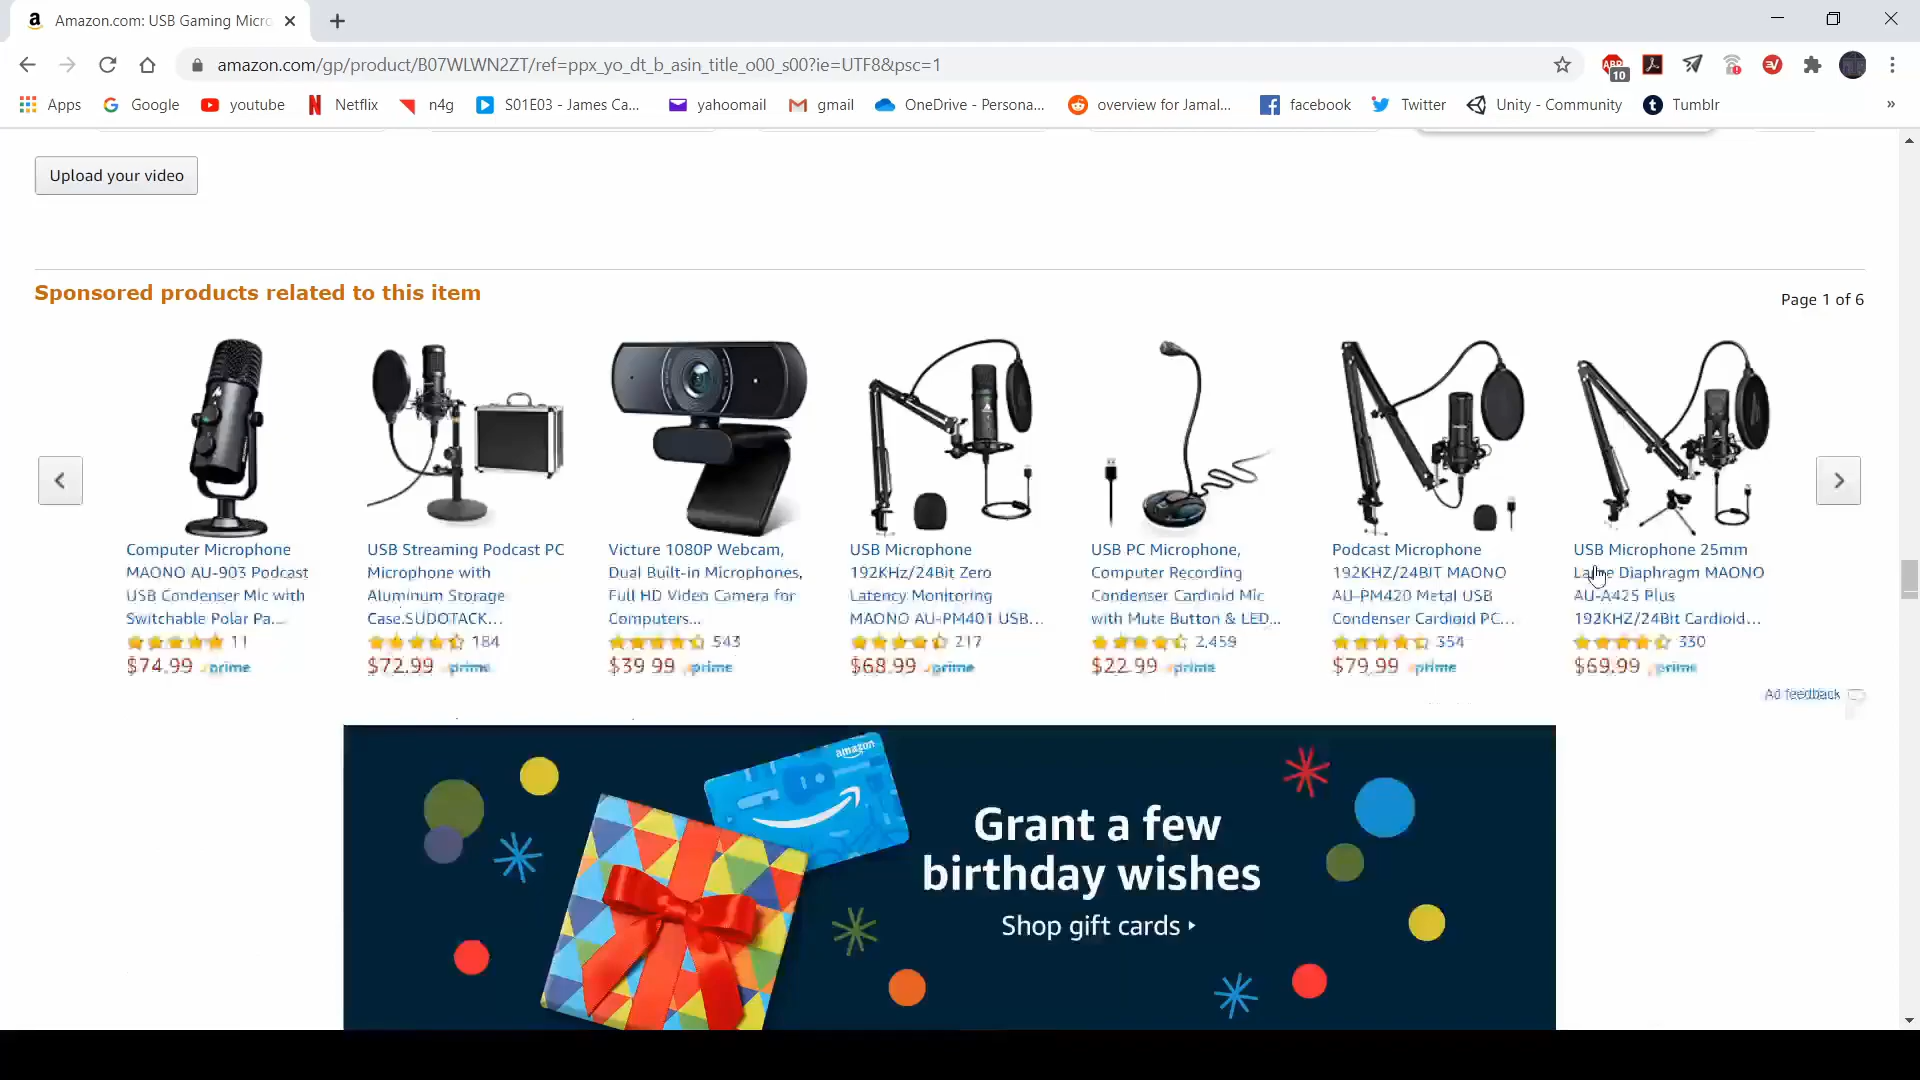 Amazon.com: USB Gaming Micro
amazon.com/gp/product/B07WLWN2ZT/ref=ppx_yo_dt_b_asin_title_o00_s00?ie=UTF8&psc=1
ABP
10
Apps
Google
youtube
Netflix
n4g
S01E03 - James Ca...
yahoomail
gmail
OneDrive - Persona...
overview for Jamal...
facebook
Twitter
Unity - Community
Tumblr
»
Upload your video
Sponsored products related to this item
Page 1 of 6
Computer Microphone
MAONO AU-903 Podcast
USB Condenser Mic with
Switchable Polar Pa...
11
$74.99 prime
USB Streaming Podcast PC
Microphone with
Aluminum Storage
Case.SUDOTACK...
184
$72.99 prime
Victure 1080P Webcam,
Dual Built-in Microphones,
Full HD Video Camera for
Computers...
543
$39.99 prime
USB Microphone
192KHz/24Bit Zero
Latency Monitoring
MAONO AU-PM401 USB...
217
$68.99 prime
USB PC Microphone,
Computer Recording
Condenser Cardioid Mic
with Mute Button & LED...
2,459
$22.99 prime
Podcast Microphone
192KHZ/24BIT MAONO
AU-PM420 Metal USB
Condenser Cardioid PC...
354
$79.99 prime
USB Microphone 25mm
Large Diaphragm MAONO
AU-A425 Plus
192KHZ/24Bit Cardioid...
330
$69.99 prime
Ad feedback
amazon
Grant a few
birthday wishes
Shop gift cards